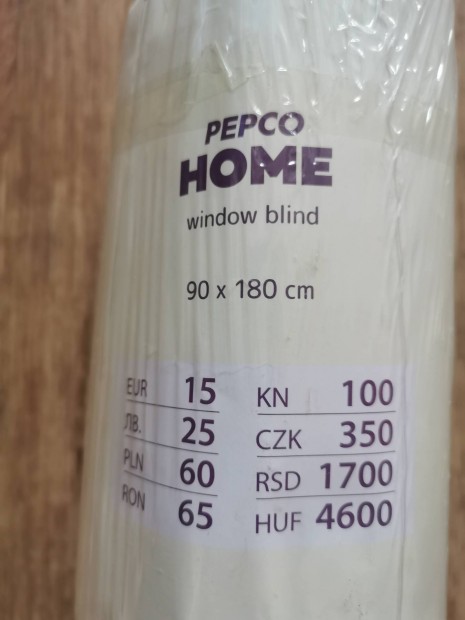 PEPCO
HOME
window blind
90 x 180 cm
EUR 15
ЛВ. 25
PLN 60
RON 65
KN 100
CZK 350
RSD 1700
HUF 4600